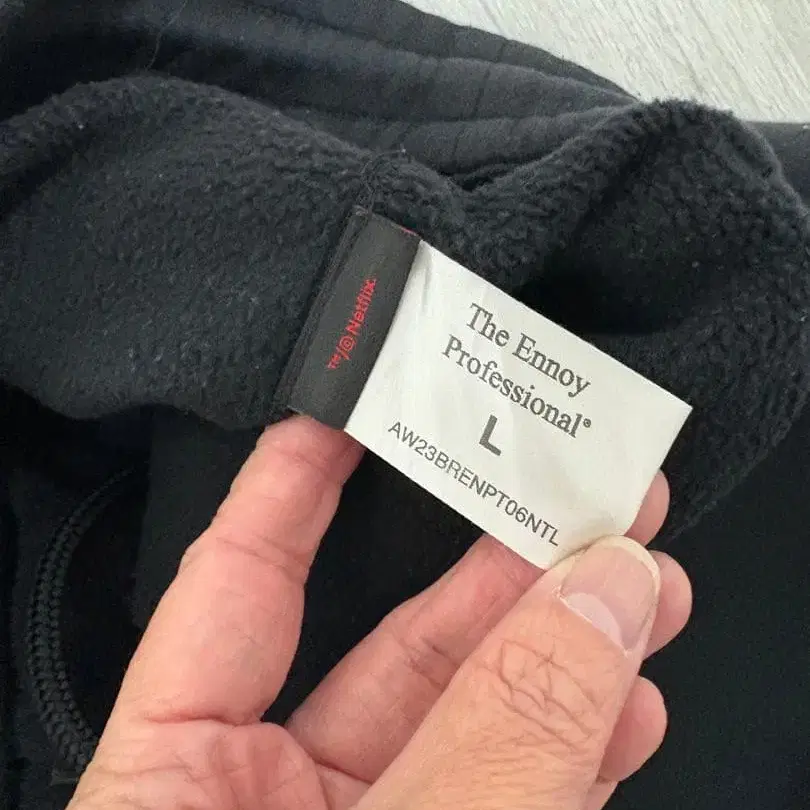 ™/© Netflix.
The Ennoy
Professional®
L
AW23BRENPT06NTL